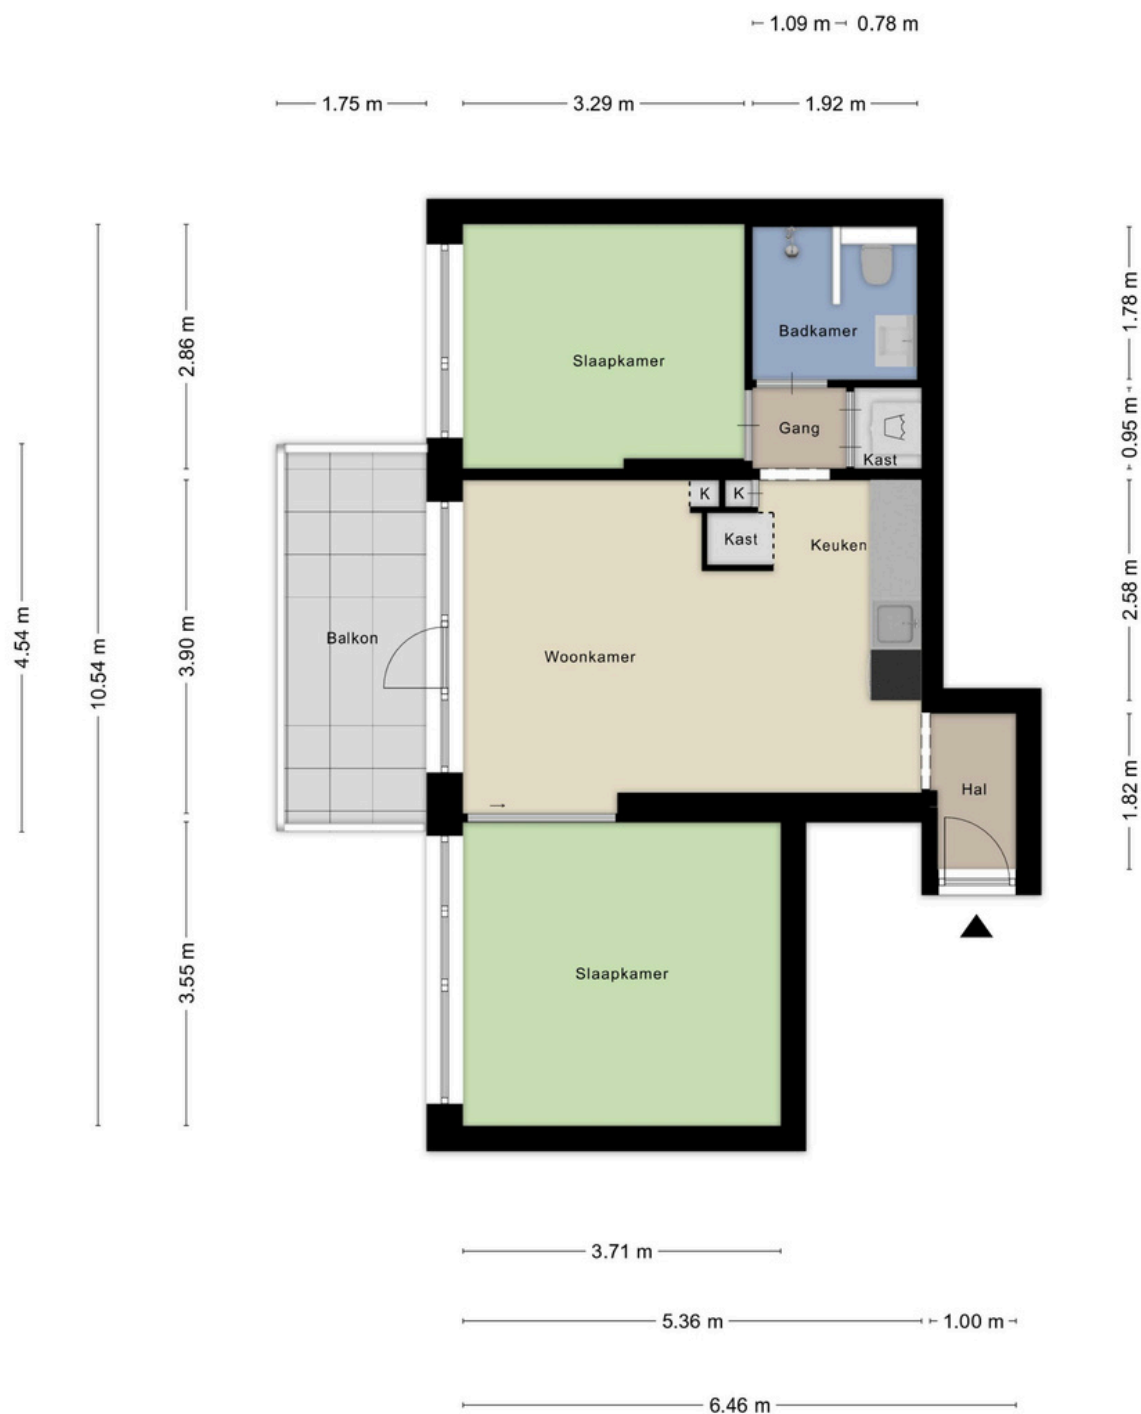 1.09 m 0.78 m
1.75 m 3.29 m 1.92 m
Slaapkamer
Badkamer
Gang
Kast
K K
Kast
Keuken
Balkon
Woonkamer
Hal
Slaapkamer
4.54 m
10.54 m
2.86 m
3.90 m
3.55 m
1.78 m
0.95 m
2.58 m
1.82 m
3.71 m
5.36 m 1.00 m
6.46 m